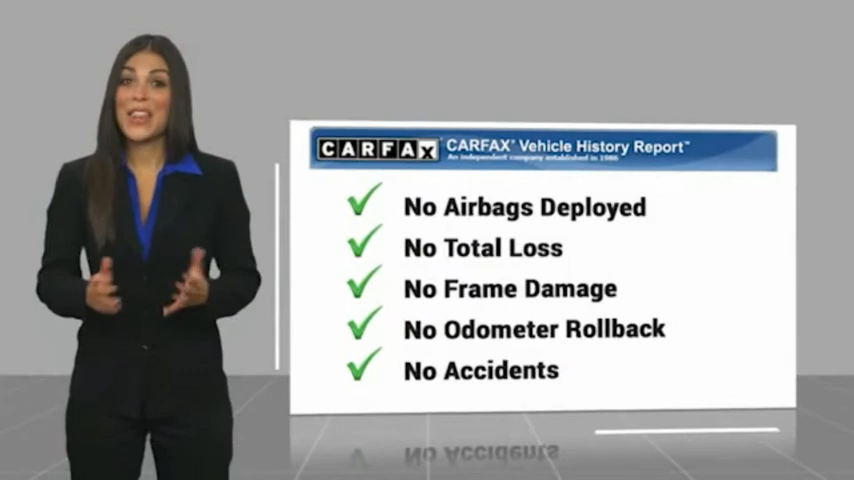 CARFAX CARFAX® Vehicle History Report™
An independent company established in 1986
No Airbags Deployed
No Total Loss
No Frame Damage
No Odometer Rollback
No Accidents
No Accidents